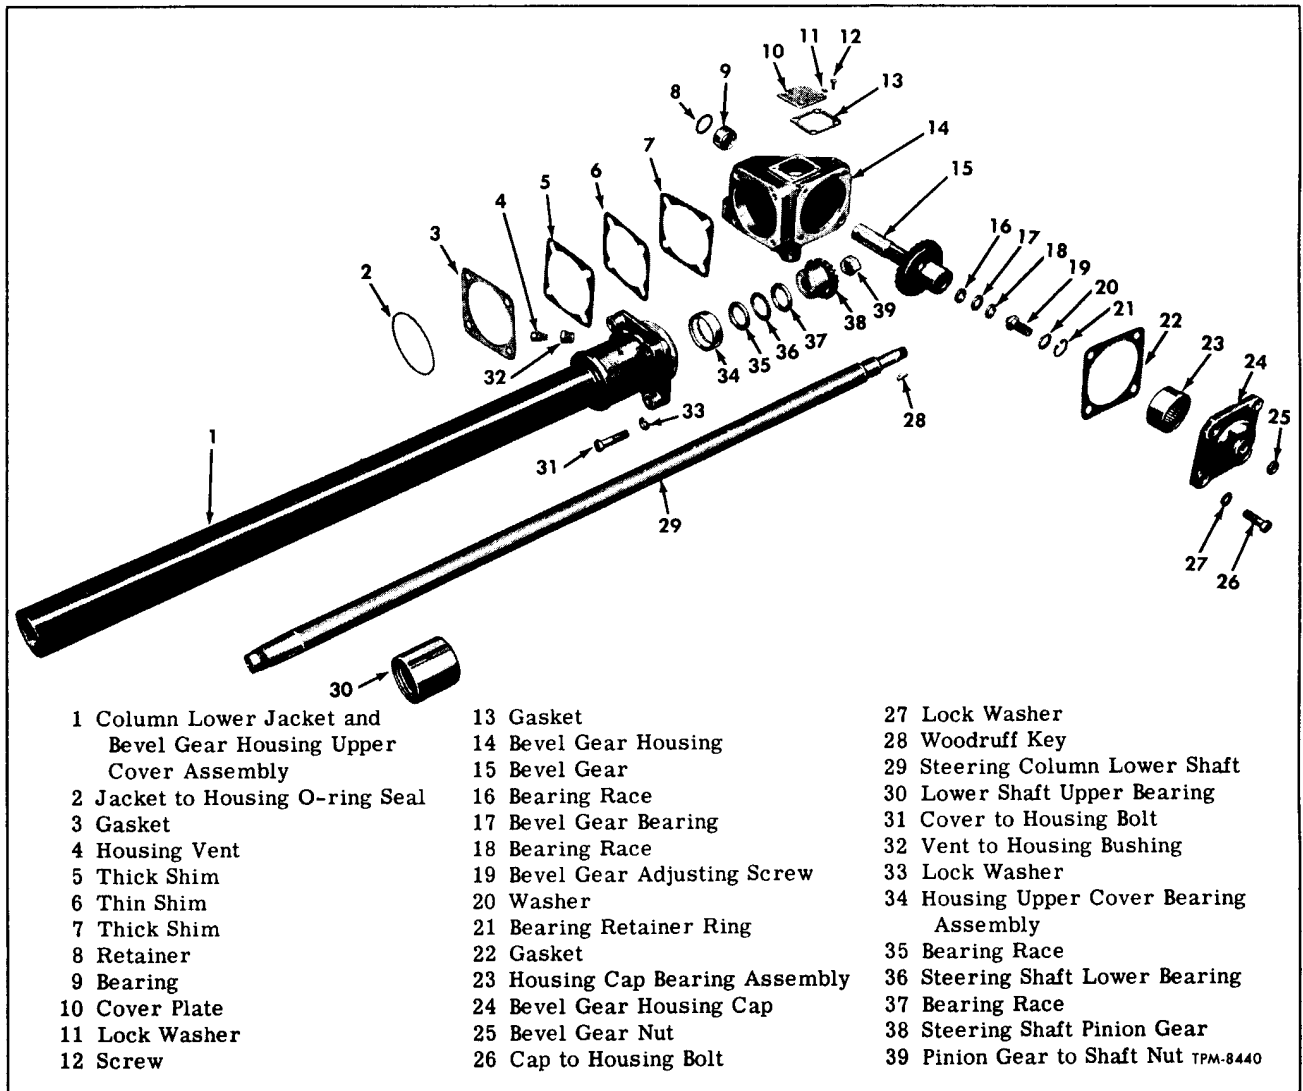 11 12
10
9
13
8
14
7
15
6
5
16 17 18 19 20 21
4
3
22
2
23
39
38
24
37
36
35
32
34
25
33
28
1
31
29
27
26
30
1 Column Lower Jacket and
Bevel Gear Housing Upper
Cover Assembly
2 Jacket to Housing O-ring Seal
3 Gasket
4 Housing Vent
5 Thick Shim
6 Thin Shim
7 Thick Shim
8 Retainer
9 Bearing
10 Cover Plate
11 Lock Washer
12 Screw
13 Gasket
14 Bevel Gear Housing
15 Bevel Gear
16 Bearing Race
17 Bevel Gear Bearing
18 Bearing Race
19 Bevel Gear Adjusting Screw
20 Washer
21 Bearing Retainer Ring
22 Gasket
23 Housing Cap Bearing Assembly
24 Bevel Gear Housing Cap
25 Bevel Gear Nut
26 Cap to Housing Bolt
27 Lock Washer
28 Woodruff Key
29 Steering Column Lower Shaft
30 Lower Shaft Upper Bearing
31 Cover to Housing Bolt
32 Vent to Housing Bushing
33 Lock Washer
34 Housing Upper Cover Bearing
Assembly
35 Bearing Race
36 Steering Shaft Lower Bearing
37 Bearing Race
38 Steering Shaft Pinion Gear
39 Pinion Gear to Shaft Nut TPM-8440